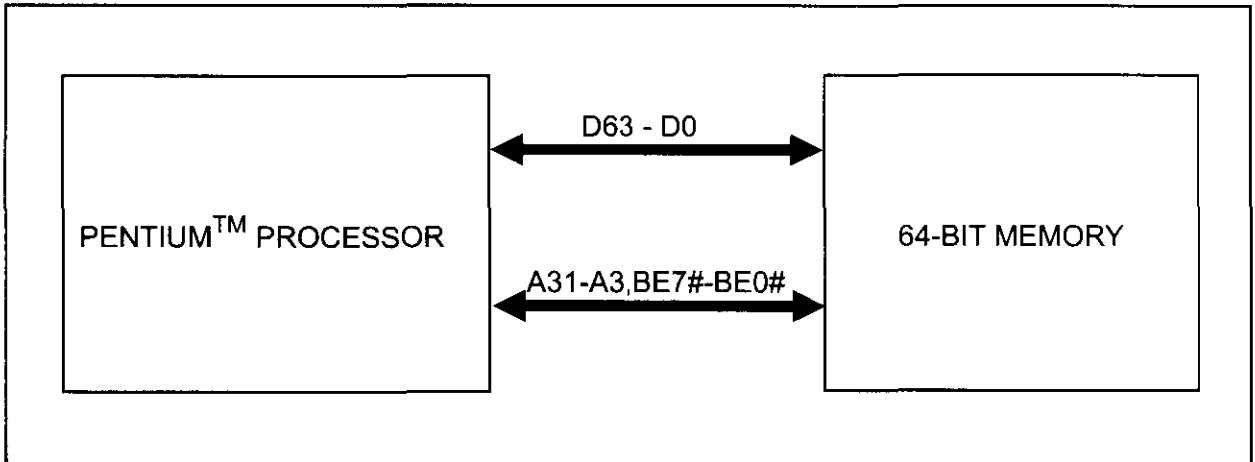 D63 - D0
PENTIUM™ PROCESSOR
64-BIT MEMORY
A31-A3,BE7#-BE0#